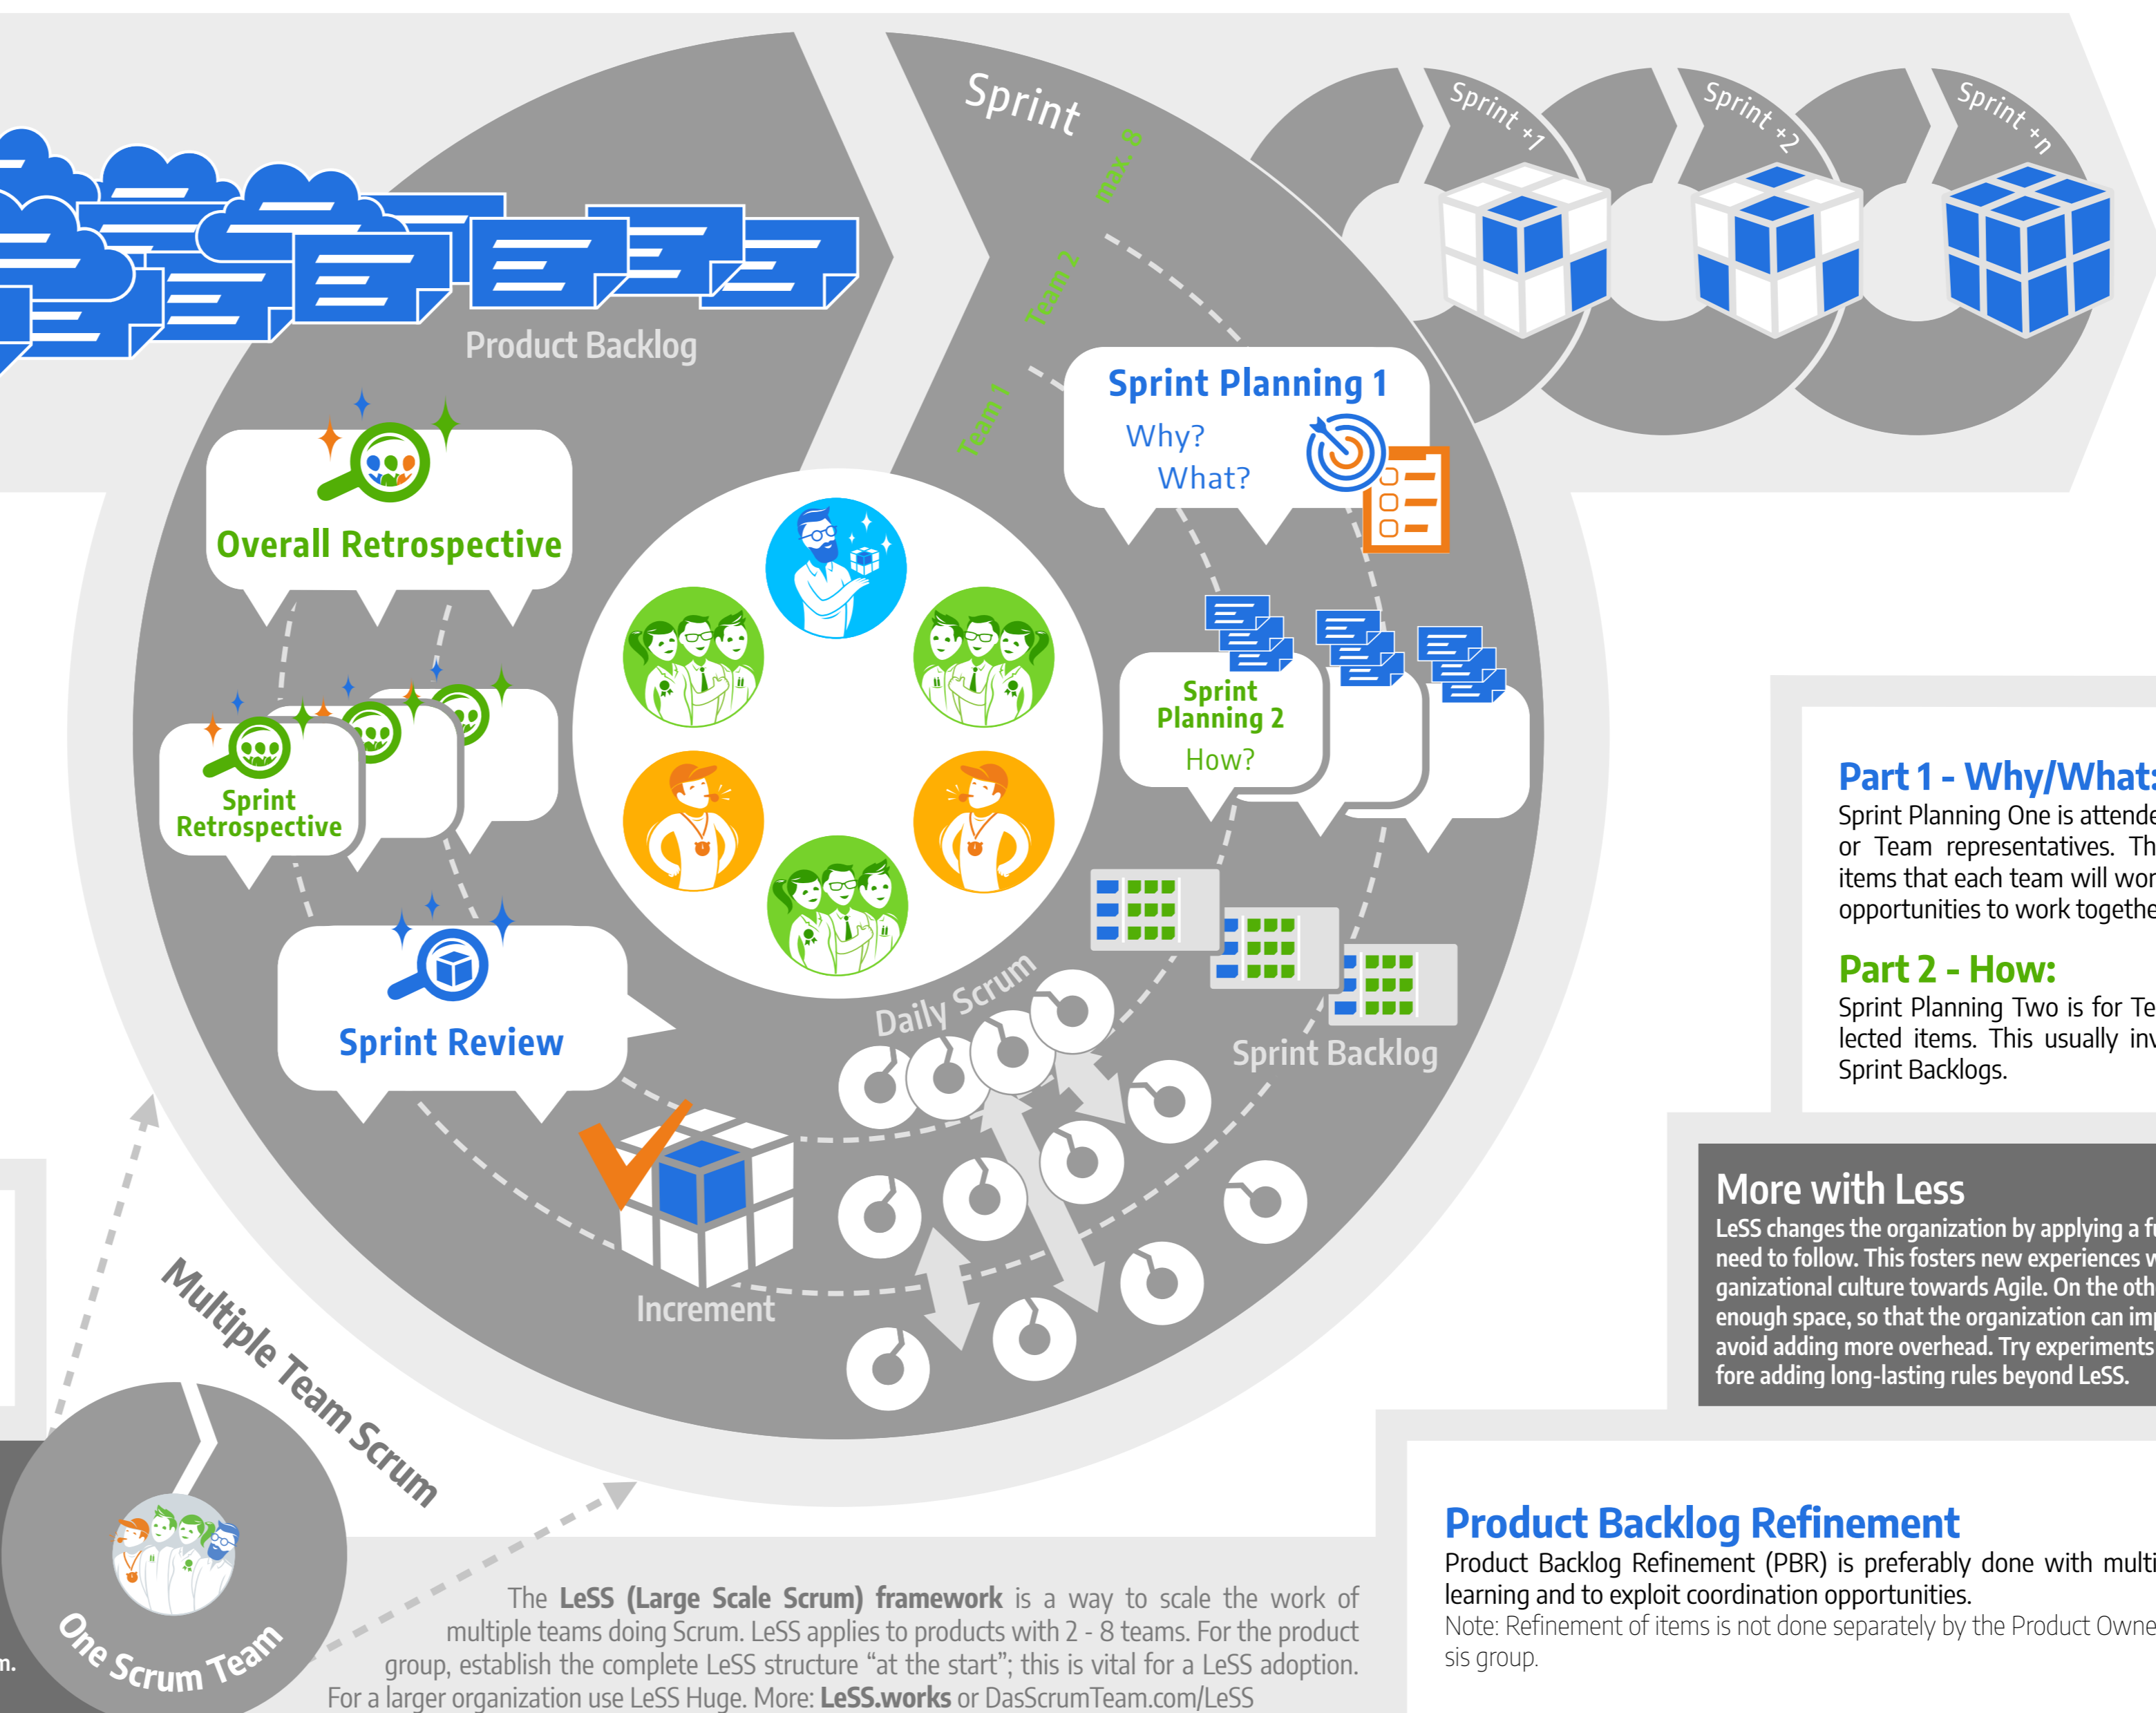 Sprint
max. 8
Team 2
Team 1
Sprint +1
Sprint +2
Sprint +n
Product Backlog
Sprint Planning 1
Why?
What?
Overall Retrospective
Sprint
Planning 2
How?
Sprint
Retrospective
Sprint Review
Daily Scrum
Sprint Backlog
Increment
Part 1 - Why/What:
Sprint Planning One is attende
or Team representatives. Th
items that each team will wor
opportunities to work togethe
Part 2 - How:
Sprint Planning Two is for Te
lected items. This usually inv
Sprint Backlogs.
More with Less
LeSS changes the organization by applying a f
need to follow. This fosters new experiences w
ganizational culture towards Agile. On the oth
enough space, so that the organization can imp
avoid adding more overhead. Try experiments
fore adding long-lasting rules beyond LeSS.
Multiple Team Scrum
One Scrum Team
m.
The LeSS (Large Scale Scrum) framework is a way to scale the work of
multiple teams doing Scrum. LeSS applies to products with 2 - 8 teams. For the product
group, establish the complete LeSS structure “at the start”; this is vital for a LeSS adoption.
For a larger organization use LeSS Huge. More: LeSS.works or DasScrumTeam.com/LeSS
Product Backlog Refinement
Product Backlog Refinement (PBR) is preferably done with multi
learning and to exploit coordination opportunities.
Note: Refinement of items is not done separately by the Product Owne
sis group.